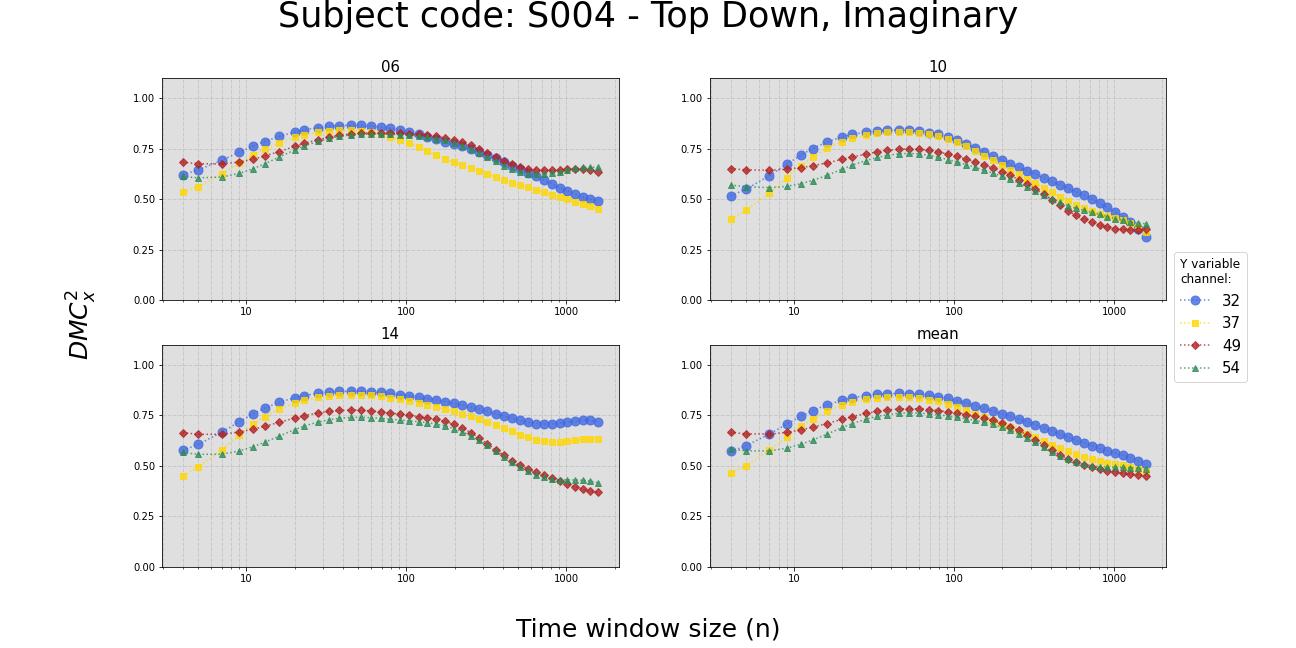 Subject code: S004 - Top Down, Imaginary
06
1.00
0.75
0.50
0.25
0.00
10 100 1000
10
1.00
0.75
0.50
0.25
0.00
10 100 1000
DMC²ₓ
14
1.00
0.75
0.50
0.25
0.00
10 100 1000
mean
1.00
0.75
0.50
0.25
0.00
10 100 1000
Y variable
channel:
32
37
49
54
Time window size (n)